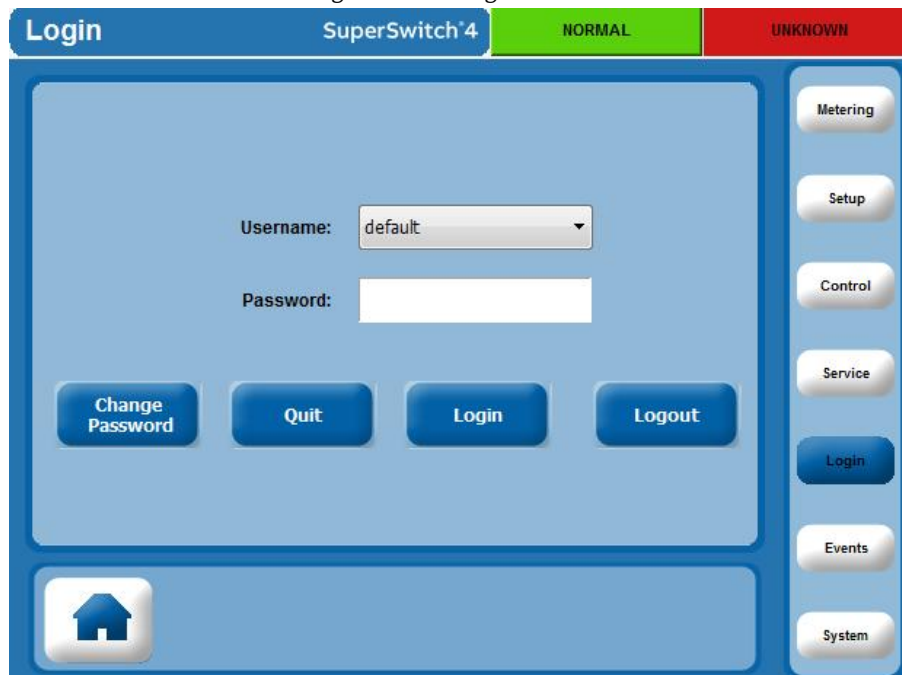 Login
SuperSwitch®4
NORMAL
UNKNOWN
Metering
Setup
Username: default
Control
Password:
Service
Change
Password
Quit
Login
Logout
Login
Events
System